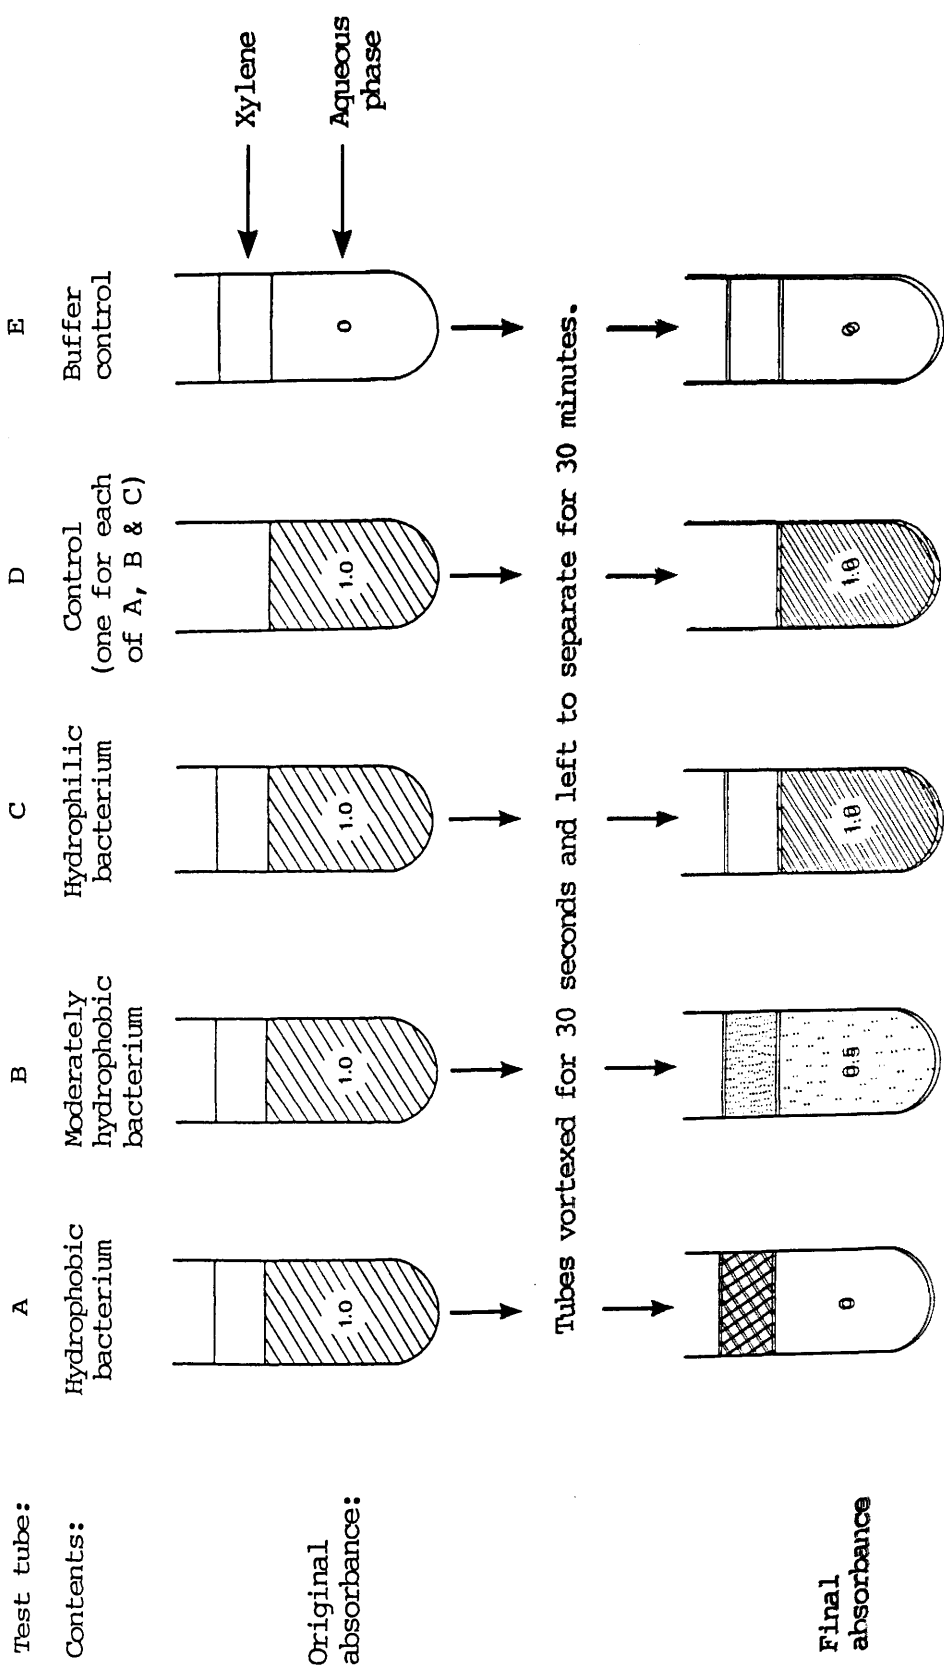 Test tube: A B C D E
Contents: Hydrophobic bacterium
Moderately hydrophobic bacterium
Hydrophilic bacterium
Control (one for each of A, B & C)
Buffer control
Original absorbance: 1.0 1.0 1.0 1.0 0
Xylene
Aqueous phase
Tubes vortexed for 30 seconds and left to separate for 30 minutes.
Final absorbance 0 0.5 1.0 1.0 0